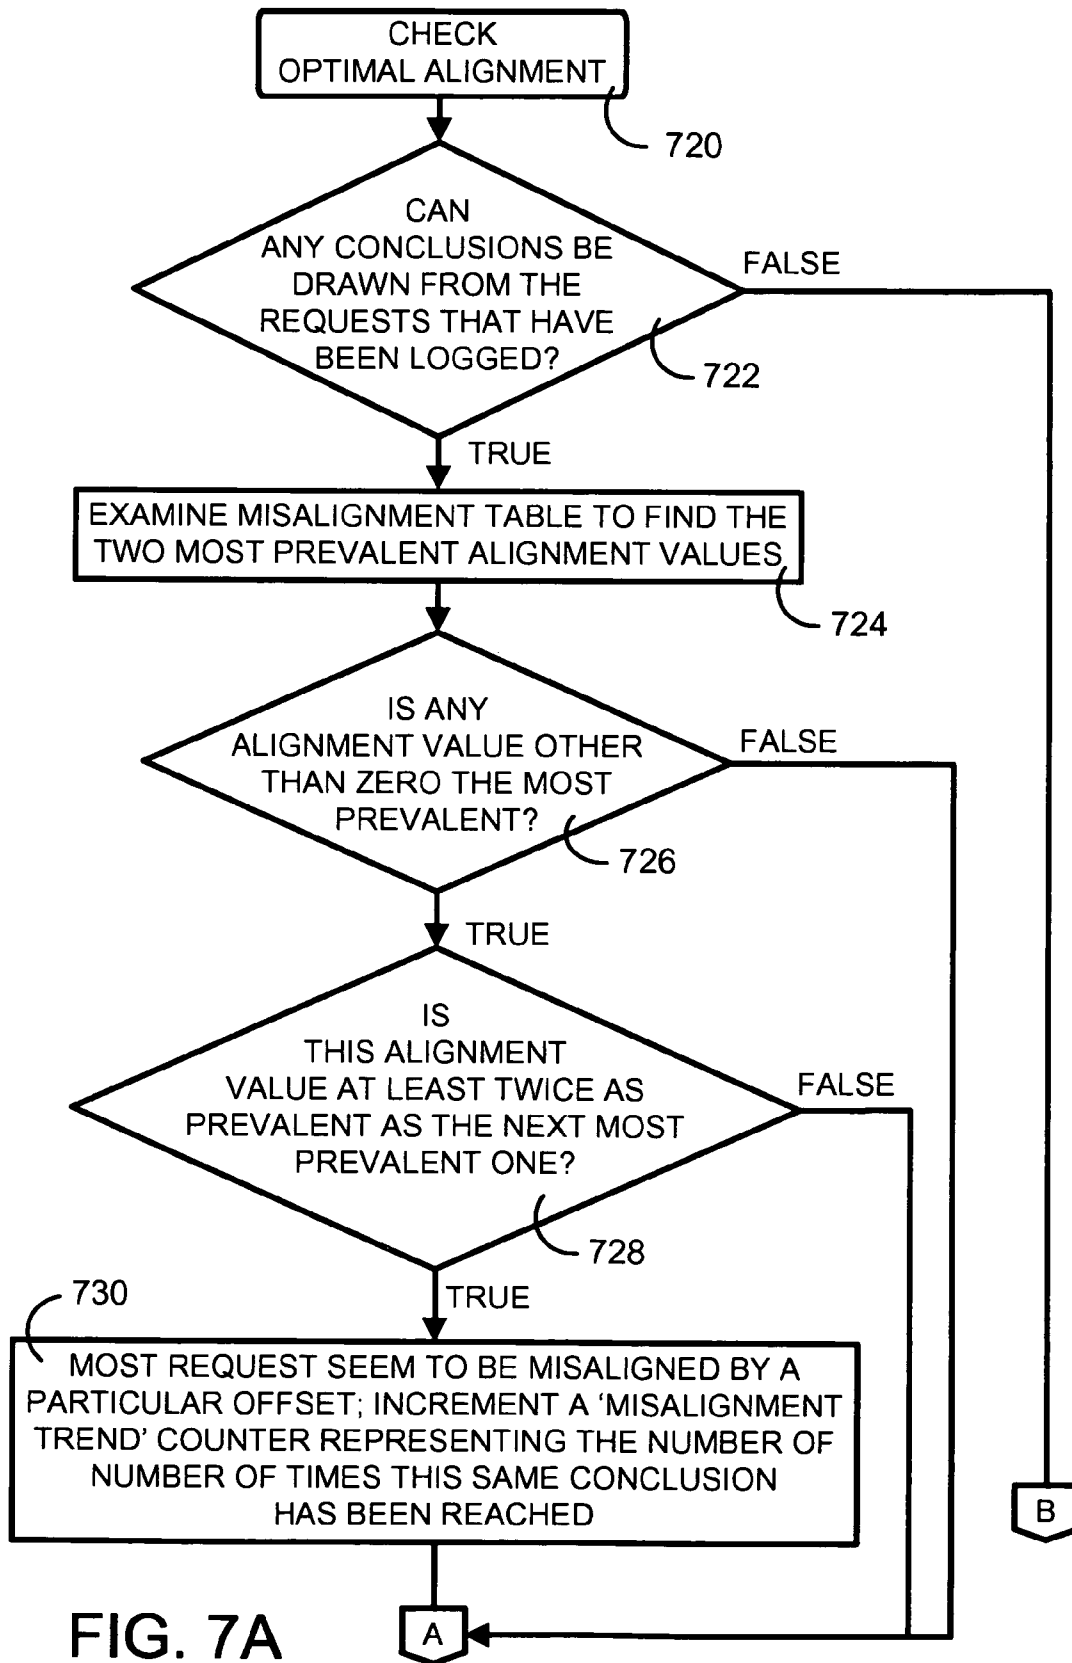 CHECK
OPTIMAL ALIGNMENT
720
CAN
ANY CONCLUSIONS BE
DRAWN FROM THE
REQUESTS THAT HAVE
BEEN LOGGED?
FALSE
722
TRUE
EXAMINE MISALIGNMENT TABLE TO FIND THE
TWO MOST PREVALENT ALIGNMENT VALUES
724
IS ANY
ALIGNMENT VALUE OTHER
THAN ZERO THE MOST
PREVALENT?
FALSE
726
TRUE
IS
THIS ALIGNMENT
VALUE AT LEAST TWICE AS
PREVALENT AS THE NEXT MOST
PREVALENT ONE?
FALSE
728
TRUE
730
MOST REQUEST SEEM TO BE MISALIGNED BY A
PARTICULAR OFFSET; INCREMENT A ‘MISALIGNMENT
TREND’ COUNTER REPRESENTING THE NUMBER OF
NUMBER OF TIMES THIS SAME CONCLUSION
HAS BEEN REACHED
B
A
FIG. 7A